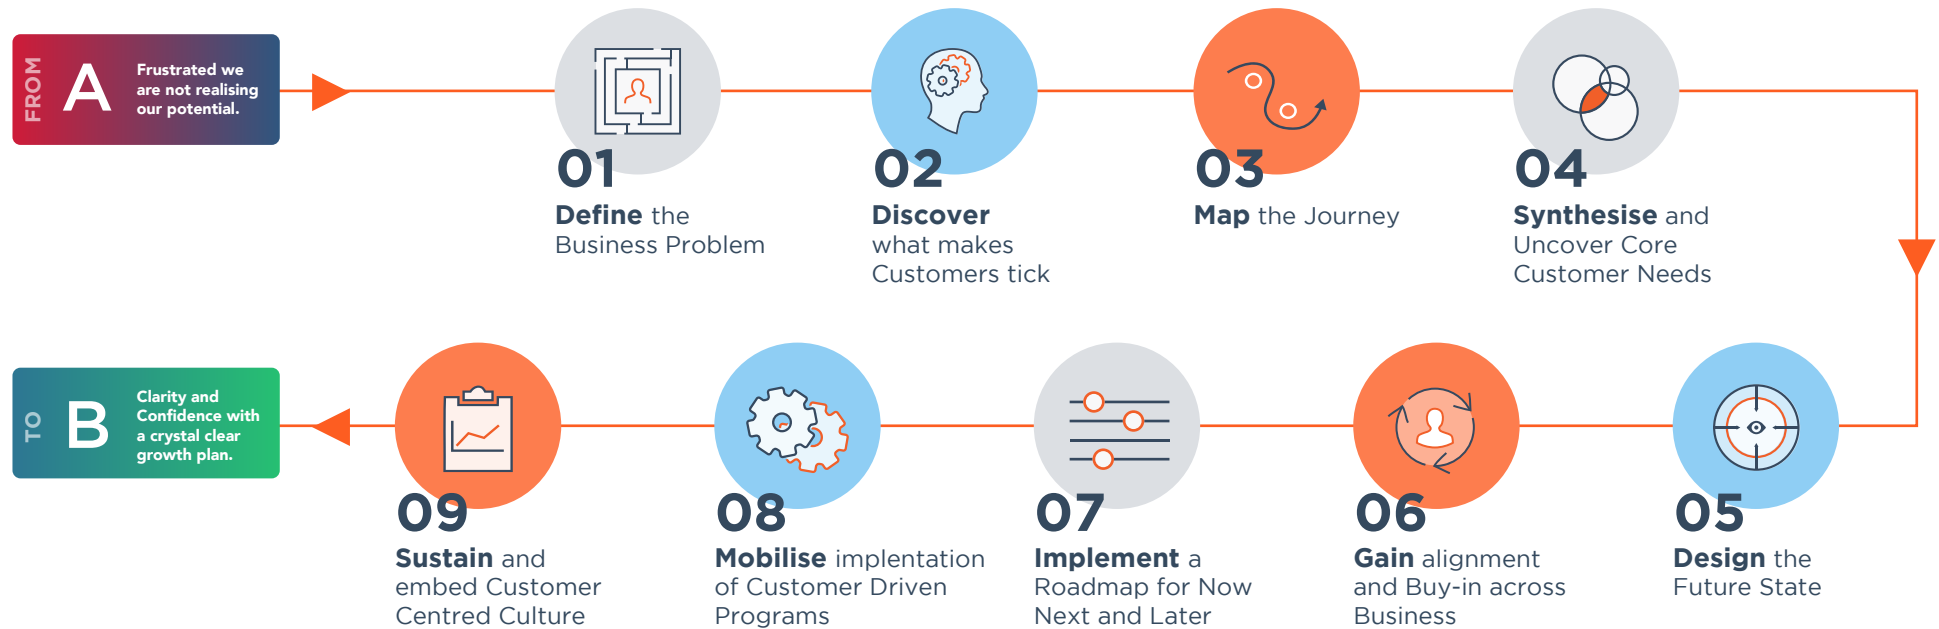 FROM
A
Frustrated we
are not realising
our potential.
01
Define the
Business Problem
02
Discover
what makes
Customers tick
03
Map the Journey
04
Synthesise and
Uncover Core
Customer Needs
05
Design the
Future State
06
Gain alignment
and Buy-in across
Business
07
Implement a
Roadmap for Now
Next and Later
08
Mobilise implentation
of Customer Driven
Programs
09
Sustain and
embed Customer
Centred Culture
TO
B
Clarity and
Confidence with
a crystal clear
growth plan.